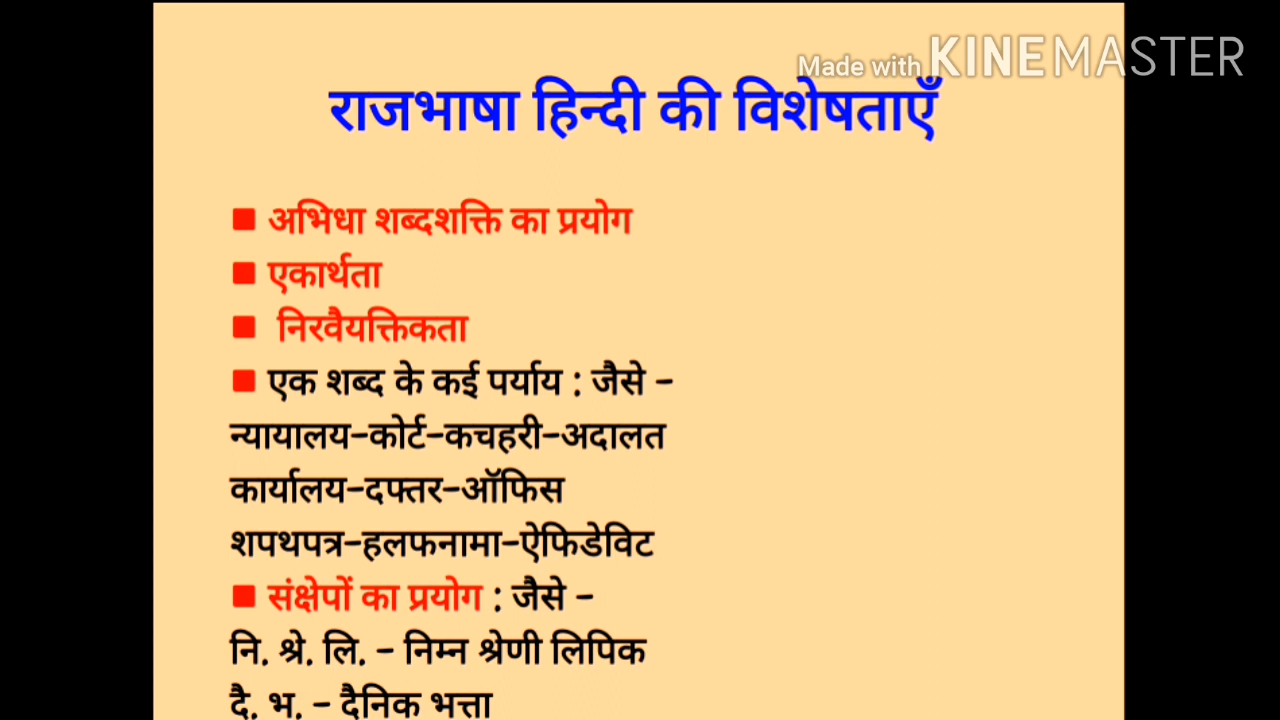 Made with KINEMASTER
राजभाषा हिन्दी की विशेषताएँ
■ अभिधा शब्दशक्ति का प्रयोग
■ एकार्थता
■ निरवैयक्तिकता
■ एक शब्द के कई पर्याय : जैसे -
न्यायालय-कोर्ट-कचहरी-अदालत
कार्यालय-दफ्तर-ऑफिस
शपथपत्र-हलफनामा-ऐफिडेविट
■ संक्षेपों का प्रयोग : जैसे -
नि. श्रे. लि. - निम्न श्रेणी लिपिक
दै. भ. - दैनिक भत्ता